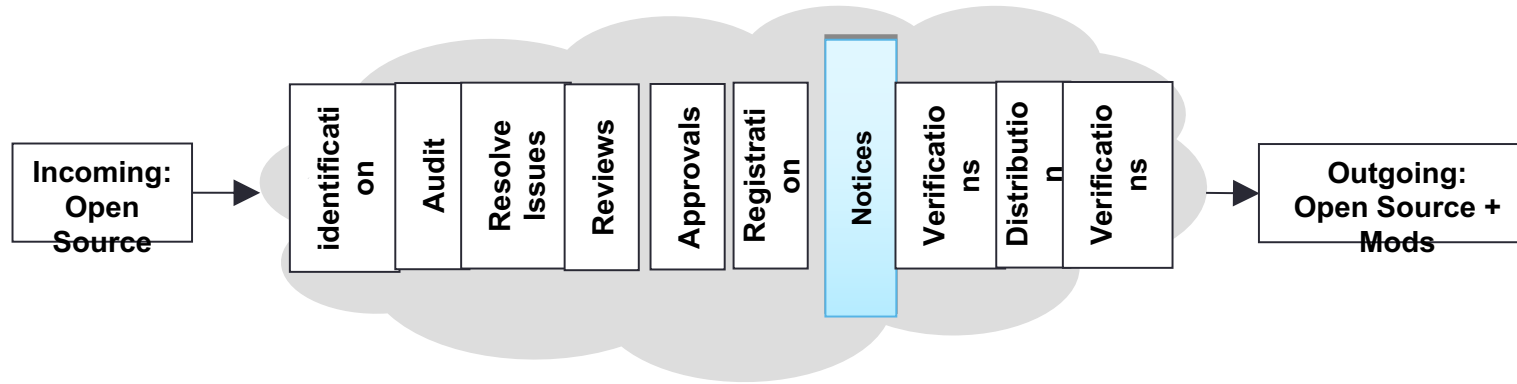 Incoming:
Open
Source
identificati
on
Audit
Resolve
Issues
Reviews
Approvals
Registrati
on
Notices
Verificatio
ns
Distributio
n
Verificatio
ns
Outgoing:
Open Source +
Mods